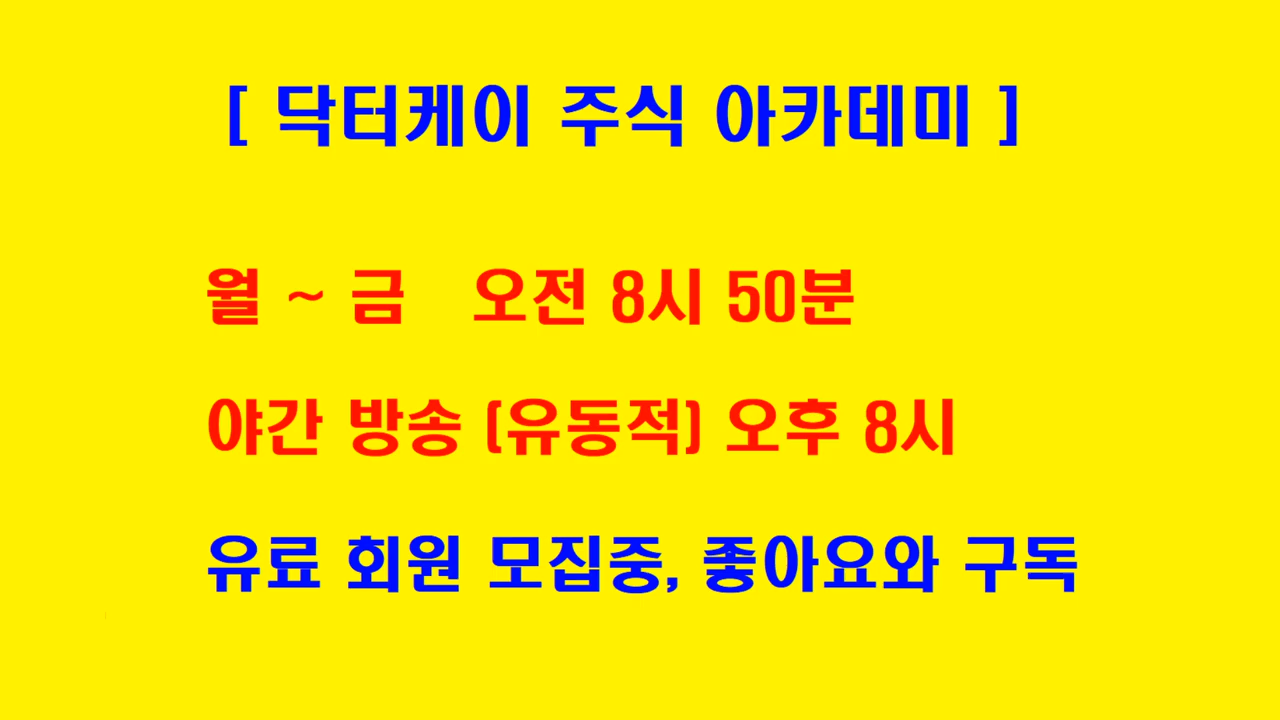 [ 닥터케이 주식 아카데미 ]
월 ~ 금 오전 8시 50분
야간 방송 (유동적) 오후 8시
유료 회원 모집중, 좋아요와 구독